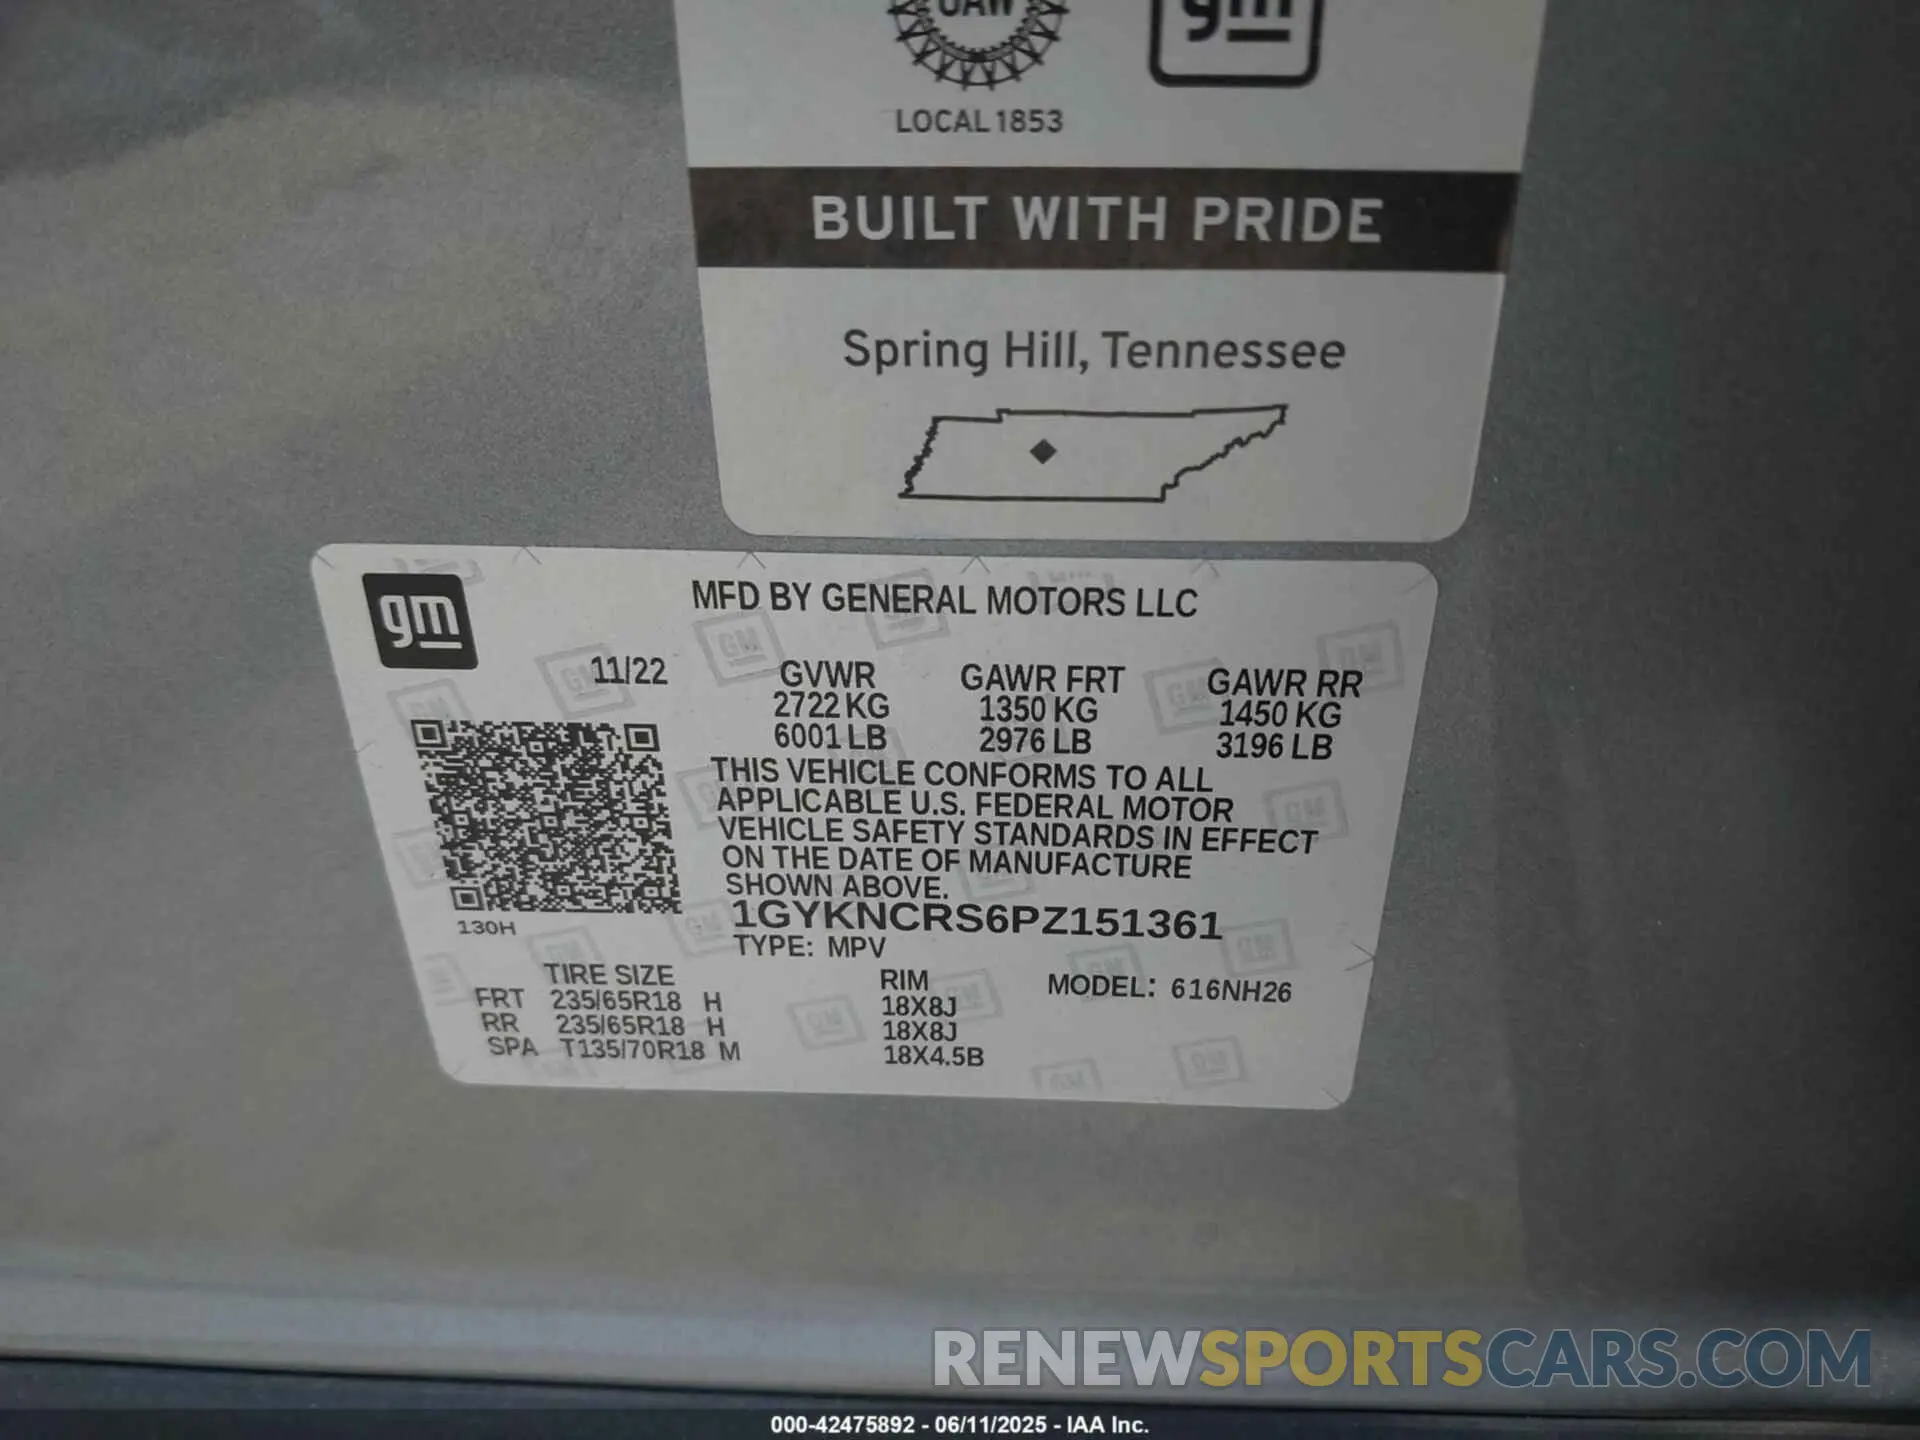 UAW
gm
LOCAL 1853
BUILT WITH PRIDE
Spring Hill, Tennessee
gm
MFD BY GENERAL MOTORS LLC
11/22 GVWR GAWR FRT GAWR RR
2722 KG 1350 KG 1450 KG
6001 LB 2976 LB 3196 LB
THIS VEHICLE CONFORMS TO ALL
APPLICABLE U.S. FEDERAL MOTOR
VEHICLE SAFETY STANDARDS IN EFFECT
ON THE DATE OF MANUFACTURE
SHOWN ABOVE.
1GYKNCRS6PZ151361
130H
TYPE: MPV
TIRE SIZE RIM MODEL: 616NH26
FRT 235/65R18 H 18X8J
RR 235/65R18 H 18X8J
SPA T135/70R18 M 18X4.5B
RENEWSPORTSCARS.COM
000-42475892 - 06/11/2025 - IAA Inc.